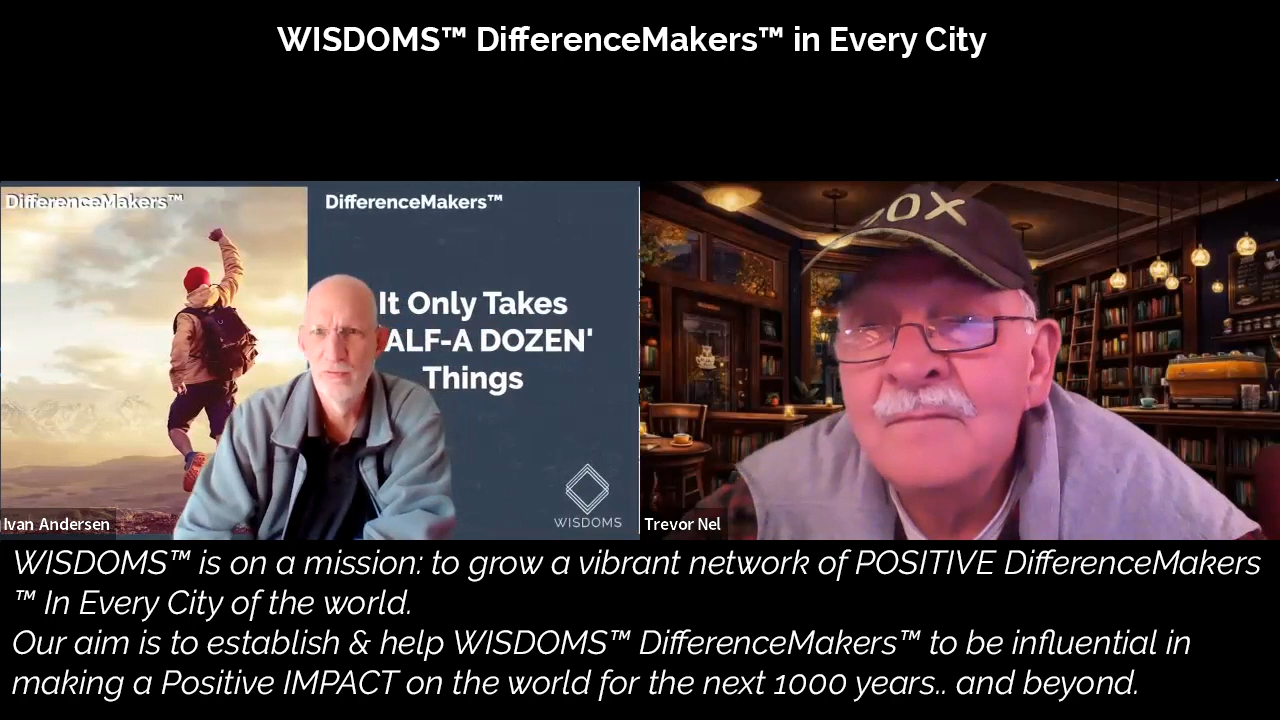 WISDOMS™ DifferenceMakers™ in Every City
DifferenceMakers™
DifferenceMakers™
It Only Takes
ALF-A DOZEN'
Things
WISDOMS
OX
Ivan Andersen
Trevor Nel
WISDOMS™ is on a mission: to grow a vibrant network of POSITIVE DifferenceMakers
™ In Every City of the world.
Our aim is to establish & help WISDOMS™ DifferenceMakers™ to be influential in
making a Positive IMPACT on the world for the next 1000 years.. and beyond.